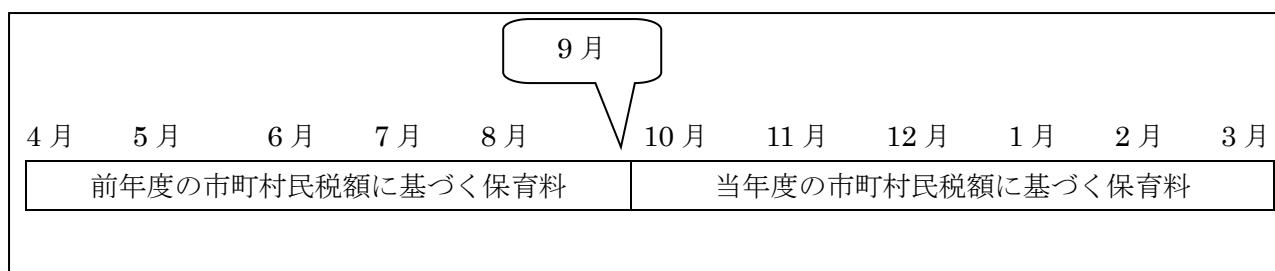 9月
4月 5月 6月 7月 8月 10月 11月 12月 1月 2月 3月
前年度の市町村民税額に基づく保育料 当年度の市町村民税額に基づく保育料